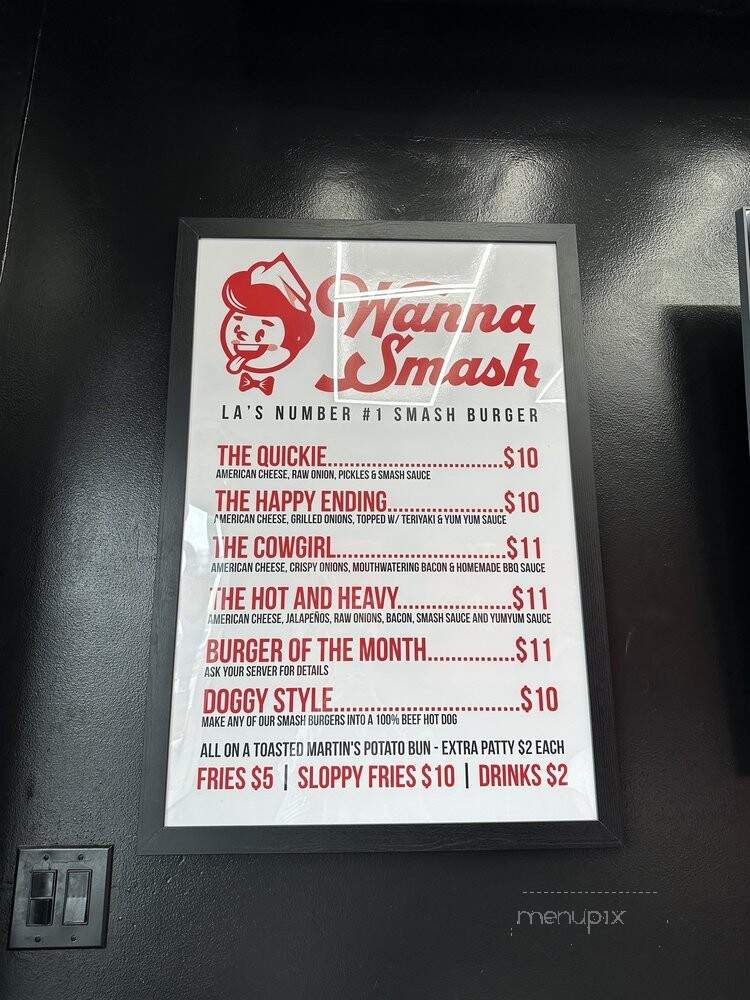 Wanna
Smash
LA'S NUMBER #1 SMASH BURGER
THE QUICKIE.................................$10
AMERICAN CHEESE, RAW ONION, PICKLES & SMASH SAUCE
THE HAPPY ENDING......................$10
AMERICAN CHEESE, GRILLED ONIONS, TOPPED W/ TERIYAKI & YUM YUM SAUCE
THE COWGIRL................................$11
AMERICAN CHEESE, CRISPY ONIONS, MOUTHWATERING BACON & HOMEMADE BBQ SAUCE
THE HOT AND HEAVY.....................$11
AMERICAN CHEESE, JALAPEÑOS, RAW ONIONS, BACON, SMASH SAUCE AND YUMYUM SAUCE
BURGER OF THE MONTH................$11
ASK YOUR SERVER FOR DETAILS
DOGGY STYLE..................................$10
MAKE ANY OF OUR SMASH BURGERS INTO A 100% BEEF HOT DOG
ALL ON A TOASTED MARTIN'S POTATO BUN - EXTRA PATTY $2 EACH
FRIES $5 | SLOPPY FRIES $10 | DRINKS $2
menupix